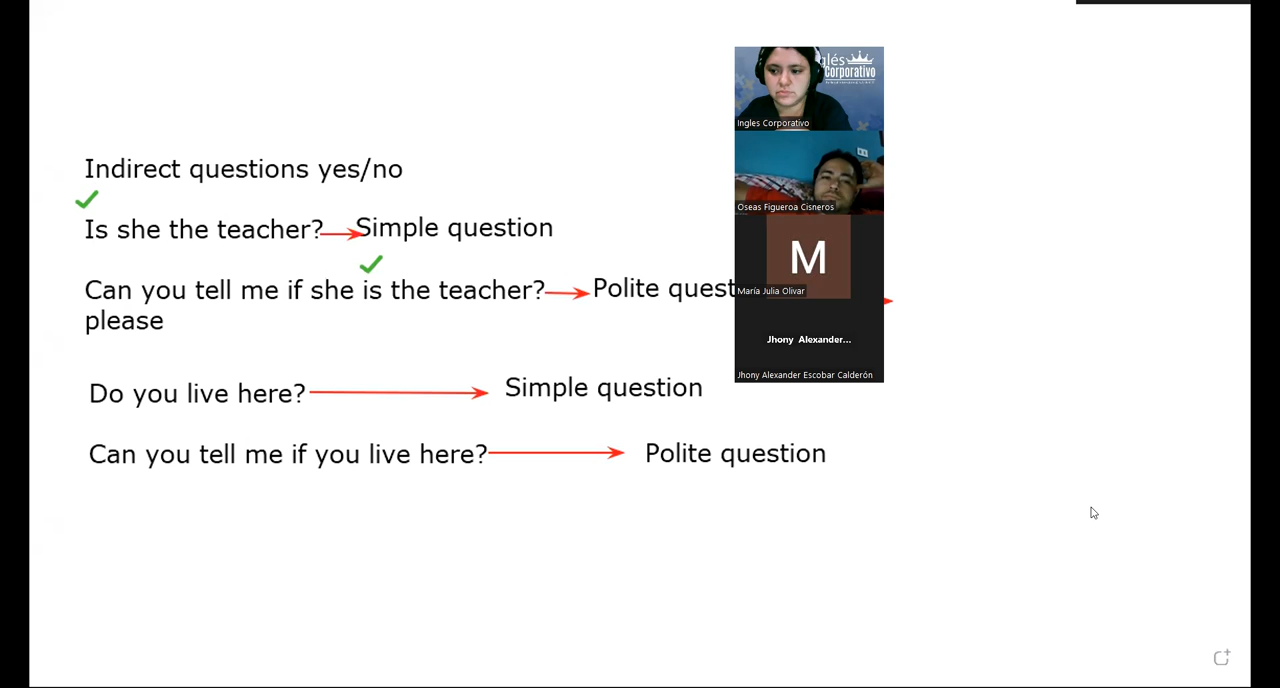 Indirect questions yes/no
Is she the teacher?
Simple question
Can you tell me if she is the teacher?
Polite
please
Do you live here?
Simple question
Can you tell me if you live here?
Polite question
Corporativo
Ingles Corporativo
Oseas Figueroa Cisneros
M
María Julia Olivar
Jhony Alexander...
Jhony Alexander Escobar Calderón